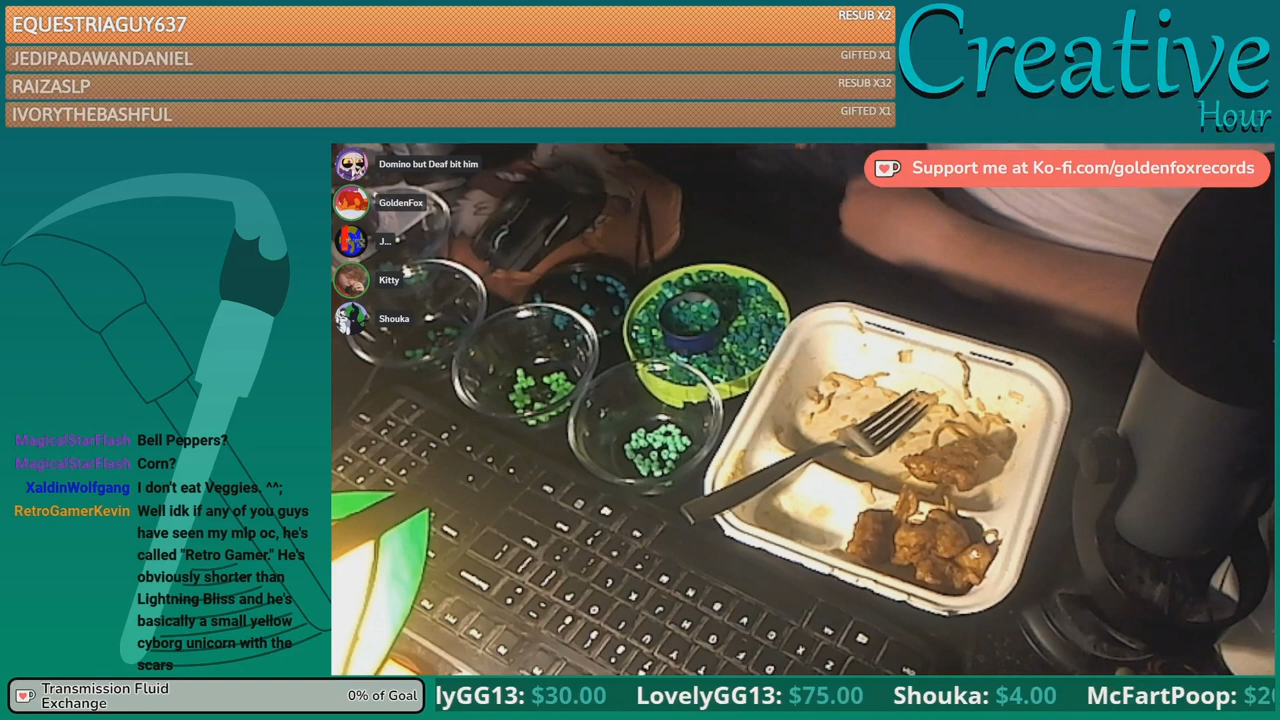 EQUESTRIAGUY637
RESUB X2
JEDIPADAWANDANIEL
GIFTED X1
RAIZASLP
RESUB X32
IVORYTHEBASHFUL
GIFTED X1
Creative
Hour
Support me at Ko-fi.com/goldenfoxrecords
Domino but Deaf bit him
GoldenFox
J...
Kitty
Shouka
MagicalStarFlash Bell Peppers?
MagicalStarFlash Corn?
XaldinWolfgang I don't eat Veggies. ^^;
RetroGamerKevin Well idk if any of you guys
have seen my mlp oc, he's
called "Retro Gamer." He's
obviously shorter than
Lightning Bliss and he's
basically a small yellow
cyborg unicorn with the
scars
Transmission Fluid
Exchange
0% of Goal
lyGG13: $30.00 LovelyGG13: $75.00 Shouka: $4.00 McFartPoop: $20